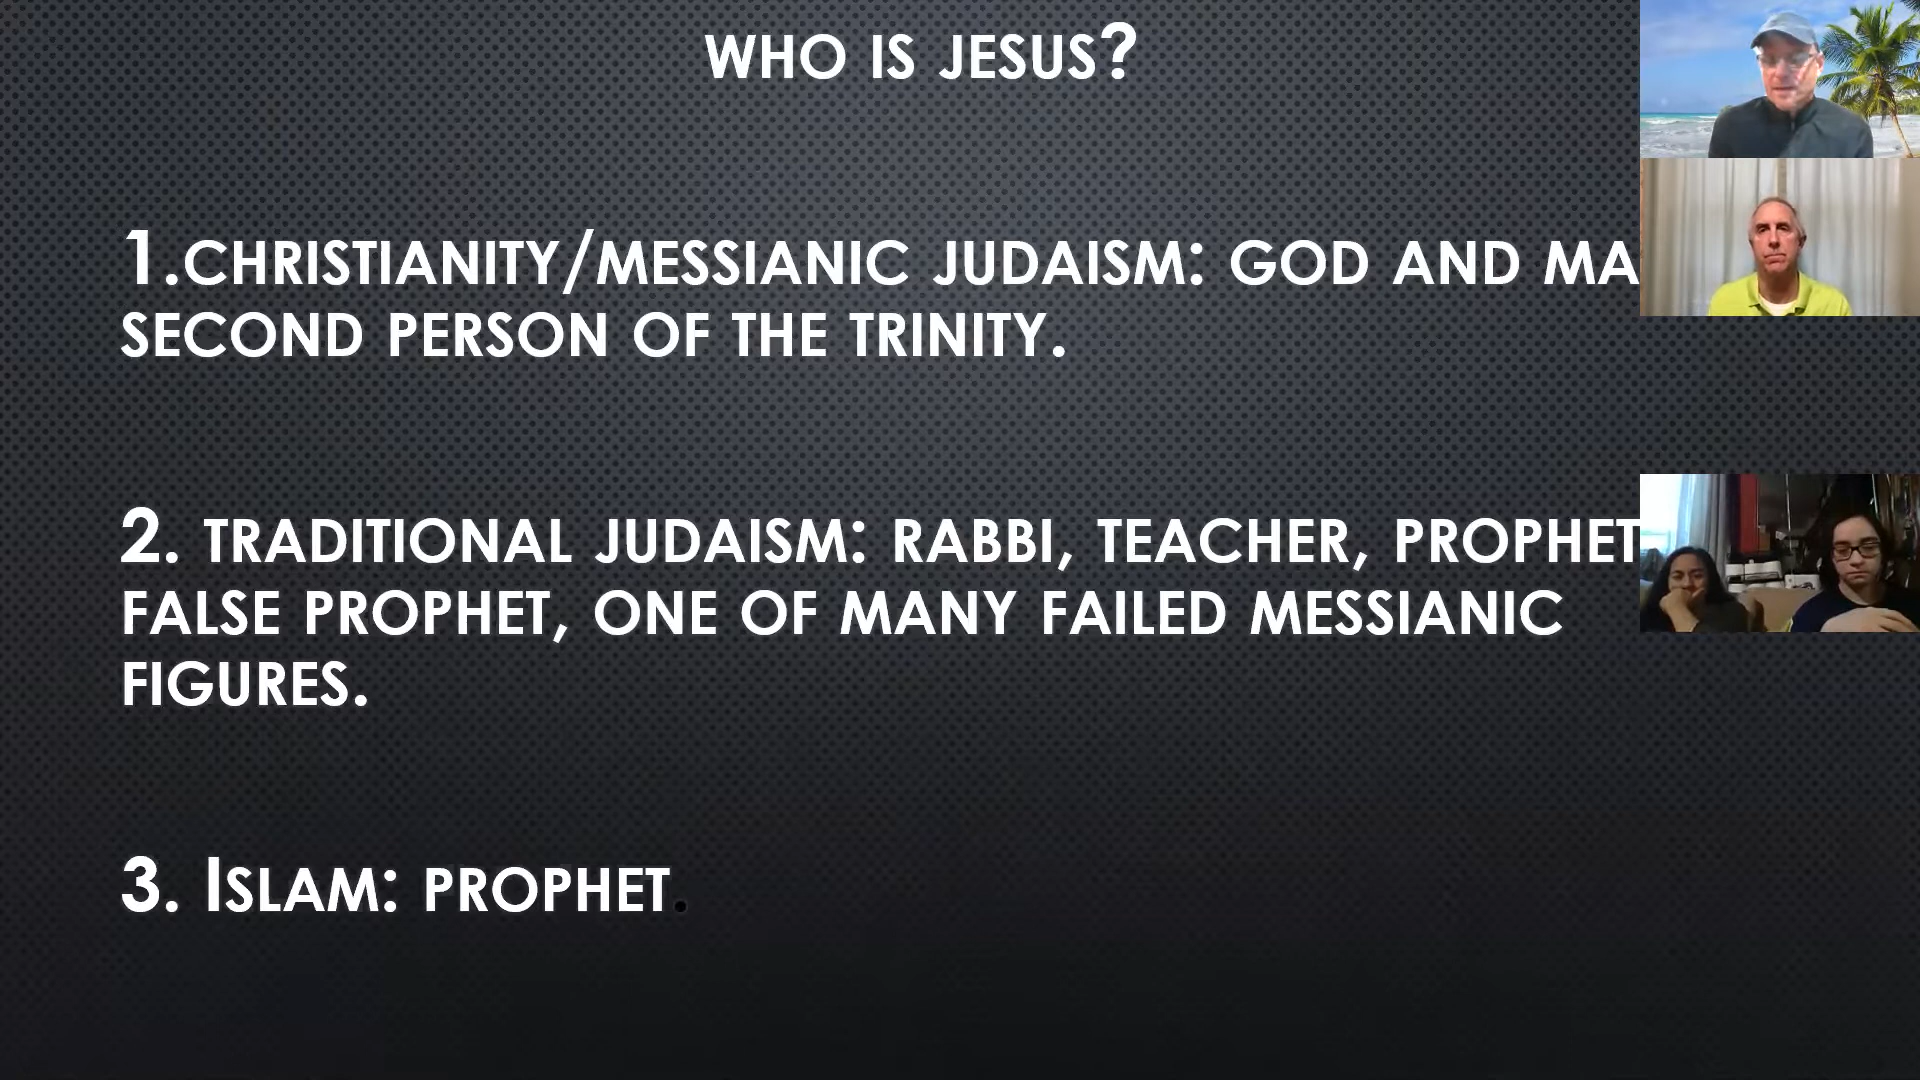 WHO IS JESUS?
1.CHRISTIANITY/MESSIANIC JUDAISM: GOD AND
SECOND PERSON OF THE TRINITY.
2. TRADITIONAL JUDAISM: RABBI, TEACHER, PROPHET
FALSE PROPHET, ONE OF MANY FAILED MESSIANIC
FIGURES.
3. ISLAM: PROPHET.